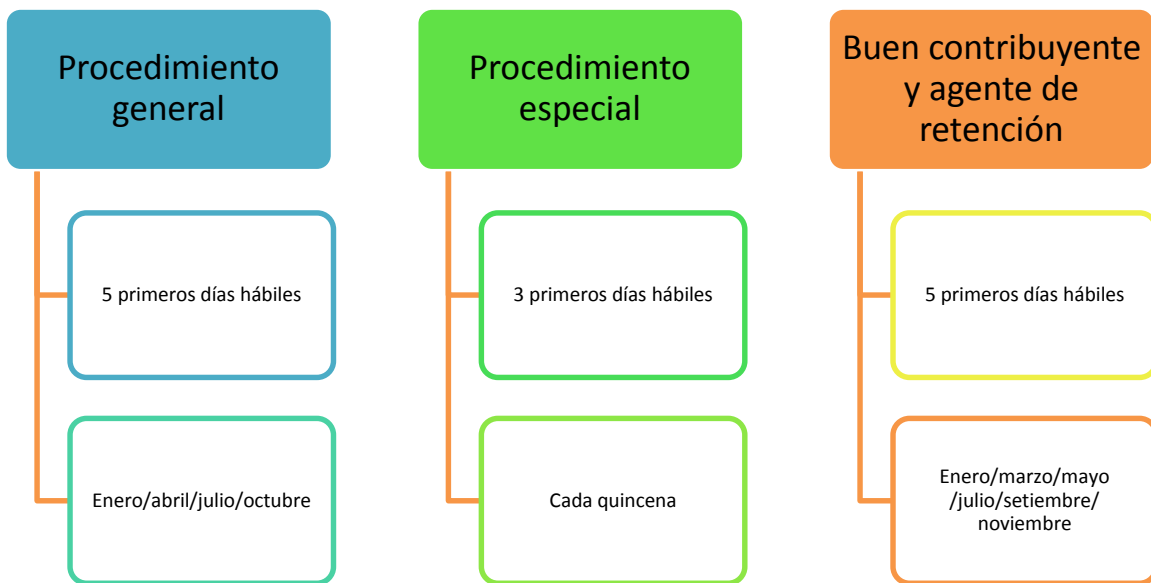 Procedimiento
general
5 primeros días hábiles
Enero/abril/julio/octubre
Procedimiento
especial
3 primeros días hábiles
Cada quincena
Buen contribuyente
y agente de
retención
5 primeros días hábiles
Enero/marzo/mayo
/julio/setiembre/
noviembre